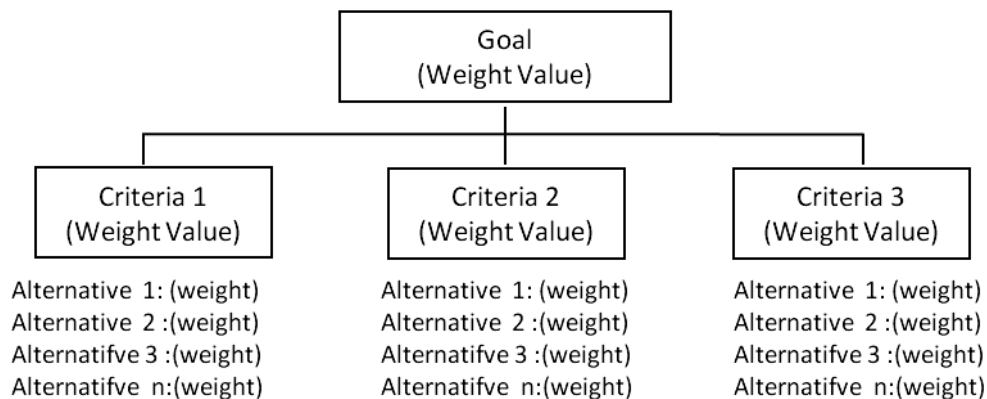 Goal
(Weight Value)
Criteria 1
(Weight Value)
Criteria 2
(Weight Value)
Criteria 3
(Weight Value)
Alternative 1: (weight)
Alternative 2 :(weight)
Alternatifve 3 :(weight)
Alternatifve n:(weight)
Alternative 1: (weight)
Alternative 2 :(weight)
Alternatifve 3 :(weight)
Alternatifve n:(weight)
Alternative 1: (weight)
Alternative 2 :(weight)
Alternatifve 3 :(weight)
Alternatifve n:(weight)